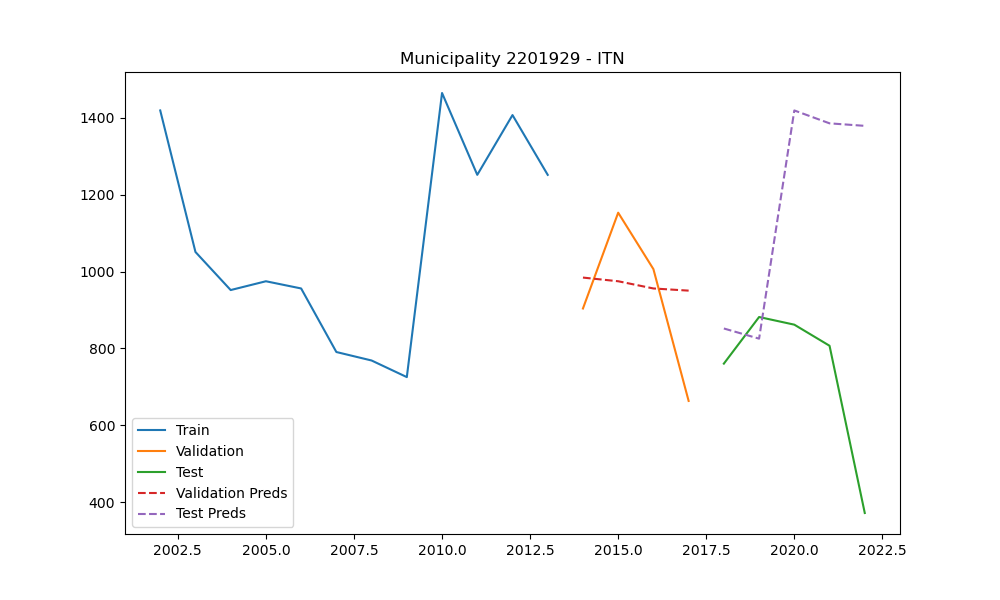 Municipality 2201929 - ITN
1400
1200
1000
800
600
400
Train
Validation
Test
Validation Preds
Test Preds
2002.5 2005.0 2007.5 2010.0 2012.5 2015.0 2017.5 2020.0 2022.5